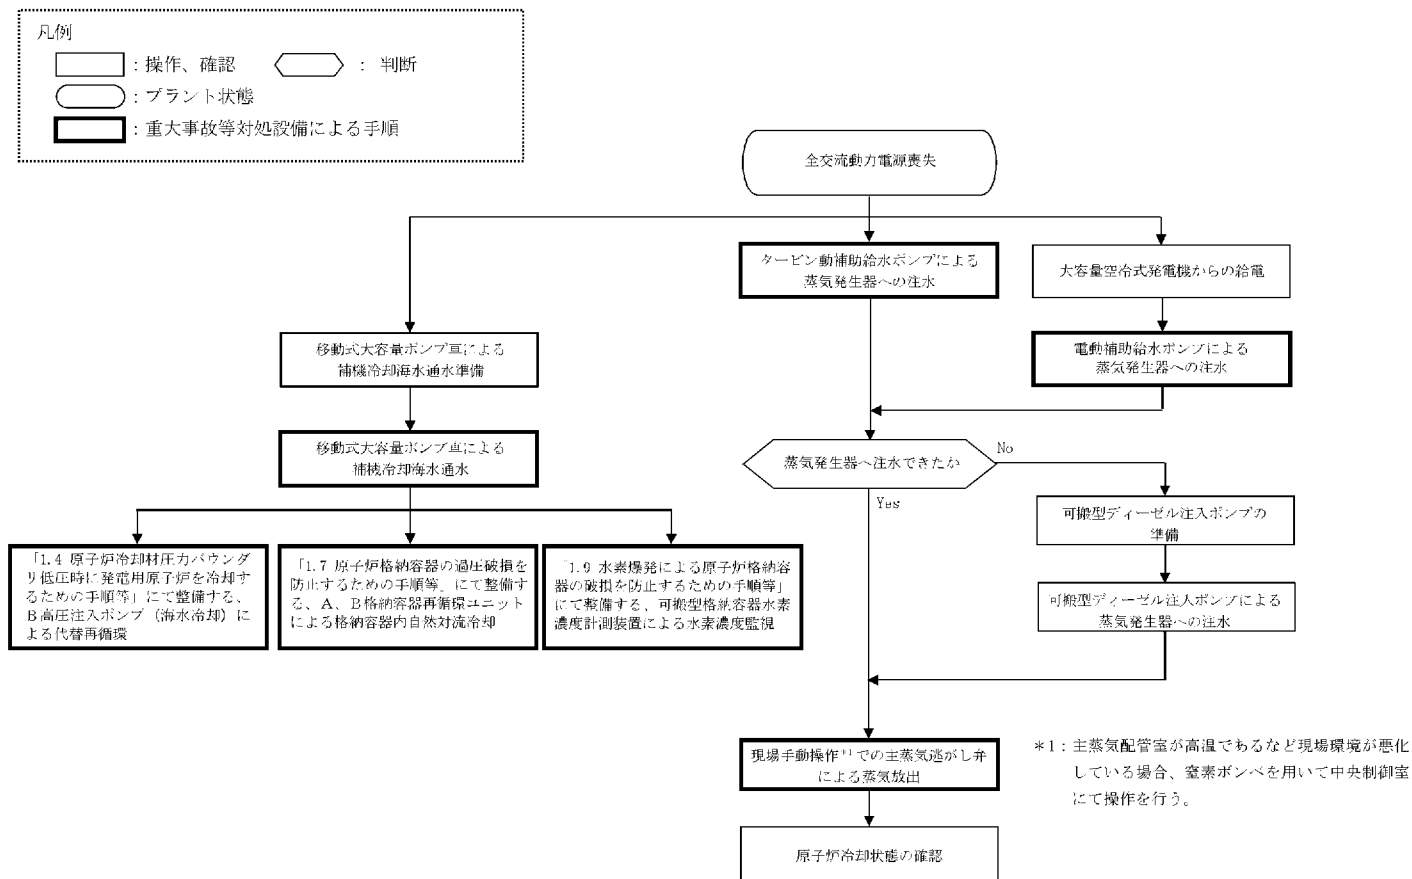 凡例
：操作、確認
： 判断
：プラント状態
：重大事故等対処設備による手順
全交流動力電源喪失
タービン動補助給水ポンプによる
蒸気発生器への注水
大容量空冷式発電機からの給電
移動式大容量ポンプ車による
補機冷却海水通水準備
電動補助給水ポンプによる
蒸気発生器への注水
移動式大容量ポンプ車による
補機冷却海水通水
蒸気発生器へ注水できたか
No
Yes
可搬型ディーゼル注入ポンプの
準備
「1.4 原子炉冷却材圧力バウンダ
リ低圧時に発電用原子炉を冷却す
るための手順等」にて整備する、
B高圧注入ポンプ（海水冷却）に
よる代替再循環
「1.7 原子炉格納容器の過圧破損を
防止するための手順等」にて整備す
る、A、B格納容器再循環ユニット
による格納容器内自然対流冷却
「1.9 水素爆発による原子炉格納容
器の破損を防止するための手順等」
にて整備する、可搬型格納容器水素
濃度計測装置による水素濃度監視
可搬型ディーゼル注入ポンプによる
蒸気発生器への注水
現場手動操作*1での主蒸気逃がし弁
による蒸気放出
*1：主蒸気配管室が高温であるなど現場環境が悪化
している場合、窒素ボンベを用いて中央制御室
にて操作を行う。
原子炉冷却状態の確認